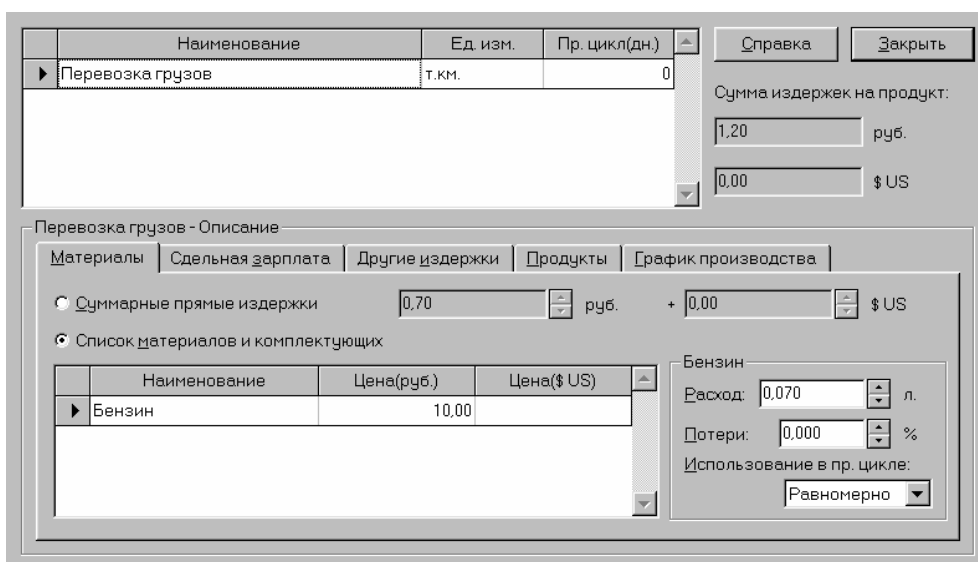 Наименование Ед. изм. Пр. цикл(дн.) Справка Закрыть
Перевозка грузов т.км. 0
Сумма издержек на продукт:
1,20 руб.
0,00 $ US
Перевозка грузов - Описание
Материалы Сдельная зарплата Другие издержки Продукты График производства
Суммарные прямые издержки 0,70 руб. + 0,00 $ US
Список материалов и комплектующих
Бензин
Наименование Цена(руб.) Цена($ US)
Расход: 0,070 л.
Бензин 10,00
Потери: 0,000 %
Использование в пр. цикле:
Равномерно